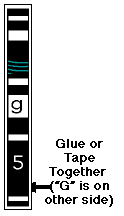 g
5
Glue or
Tape
Together
("G" is on
other side)